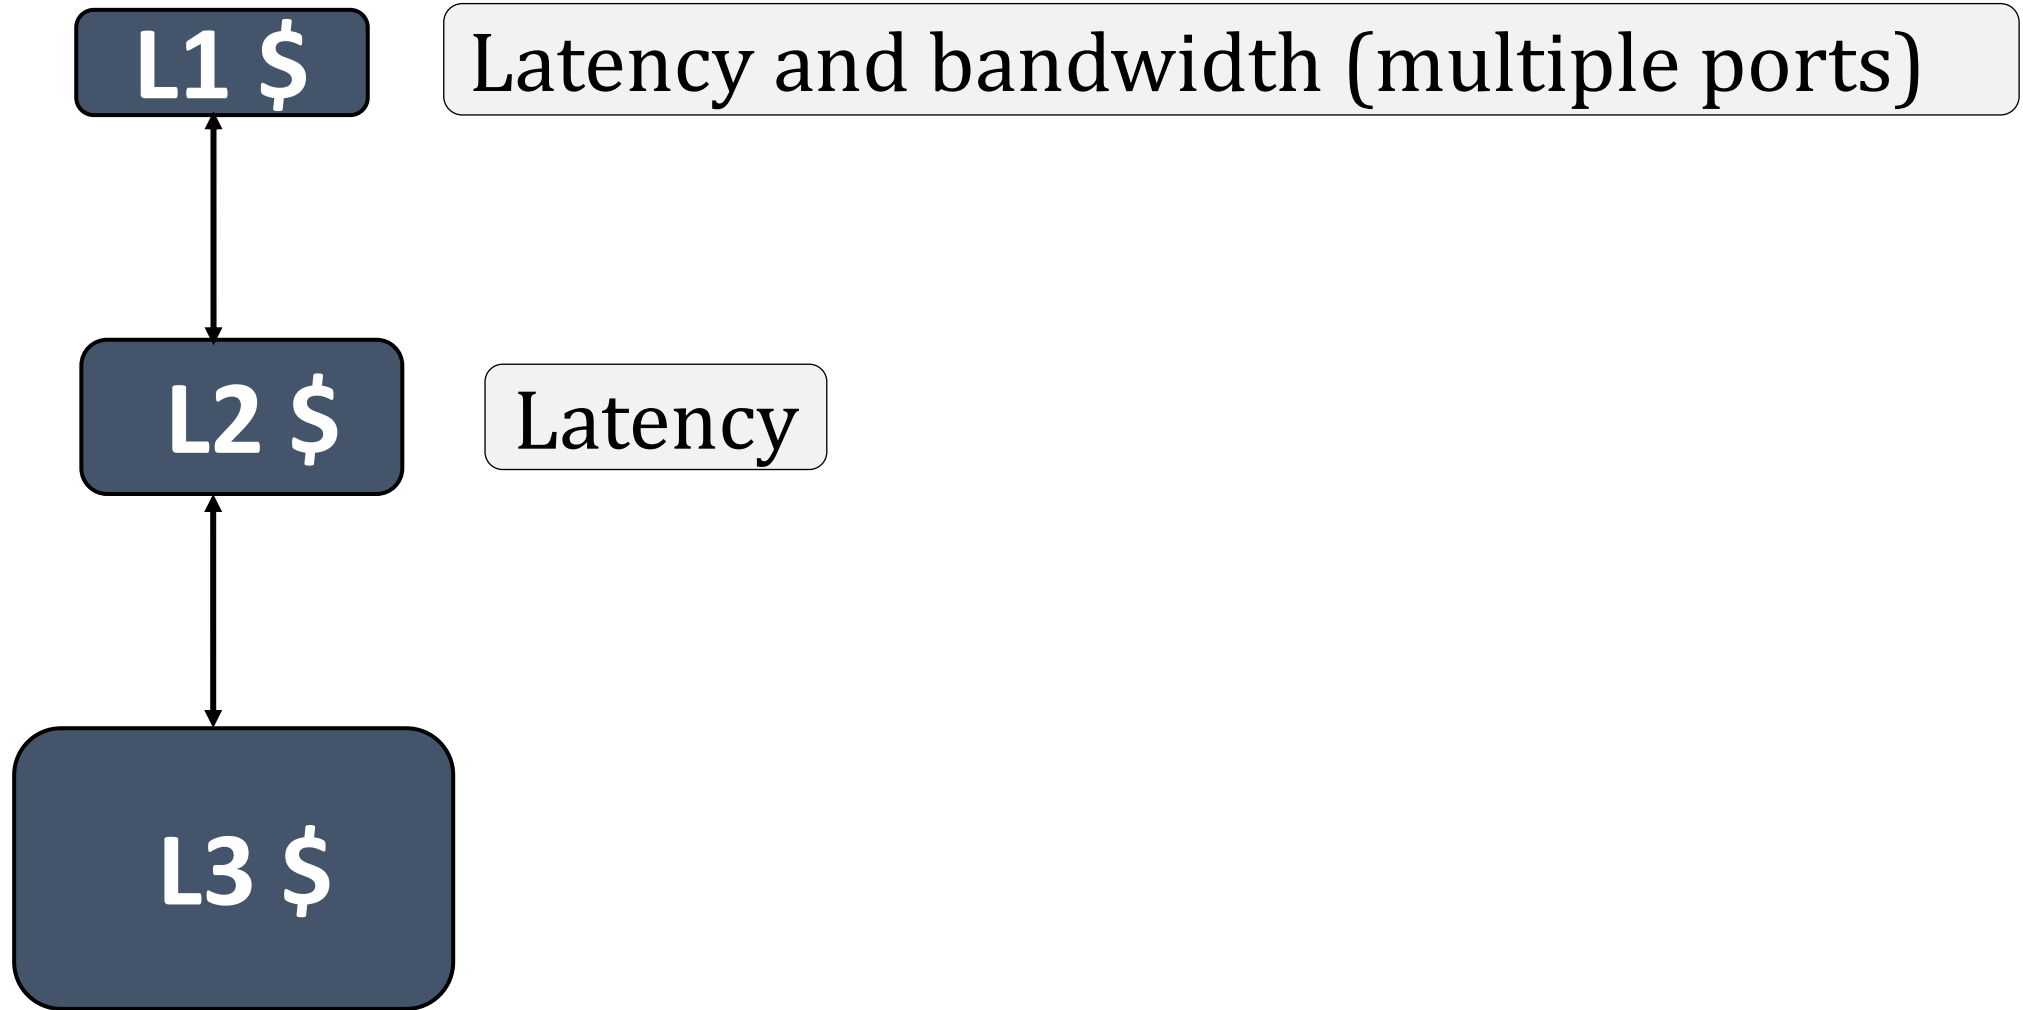 L1 $
Latency and bandwidth (multiple ports)
L2 $
Latency
L3 $